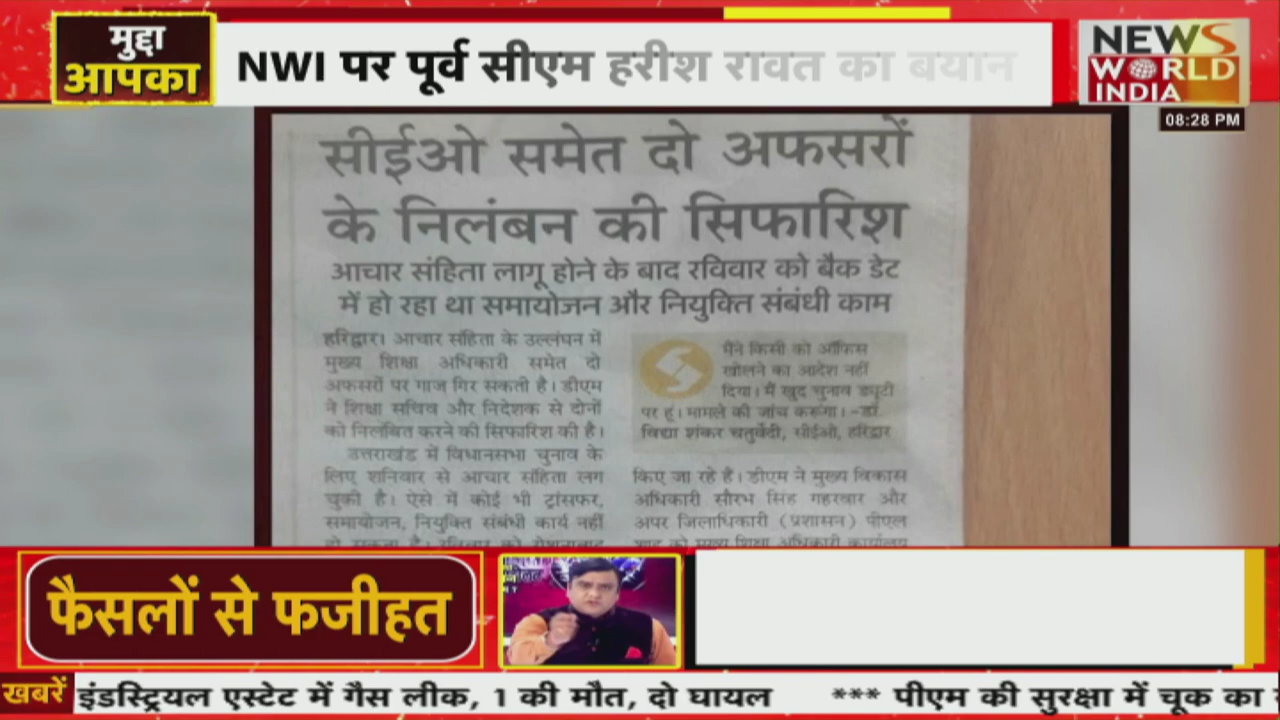 मुद्दा
आपका
NWI पर पूर्व सीएम हरीश रावत का बयान
NEWS
WORLD
INDIA
08:28 PM
सीईओ समेत दो अफसरों
के निलंबन की सिफारिश
आचार संहिता लागू होने के बाद रविवार को बैक डेट
में हो रहा था समायोजन और नियुक्ति संबंधी काम
हरिद्वार। आचार संहिता के उल्लंघन में
मुख्य शिक्षा अधिकारी समेत दो
अफसरों पर गाज गिर सकती है। डीएम
ने शिक्षा सचिव और निदेशक से दोनों
को निलंबित करने की सिफारिश की है।
उत्तराखंड में विधानसभा चुनाव के
लिए शनिवार से आचार संहिता लग
चुकी है। ऐसे में कोई भी ट्रांसफर,
समायोजन, नियुक्ति संबंधी कार्य नहीं
हो सकता है। रविवार को
मैंने किसी को ऑफिस
खोलने का आदेश नहीं
दिया। मैं खुद चुनाव ड्यूटी
पर हूं। मामले की जांच करूंगा। -डॉ.
विद्या शंकर चतुर्वेदी, सीईओ, हरिद्वार
किए जा रहे है। डीएम ने मुख्य विकास
अधिकारी सौरभ सिंह गहरवार और
अपर जिलाधिकारी (प्रशासन) पीएल
शाह को मुख्य शिक्षा अधिकारी कार्यालय
फैसलों से फजीहत
खबरें इंडस्ट्रियल एस्टेट में गैस लीक, 1 की मौत, दो घायल *** पीएम की सुरक्षा में चूक का